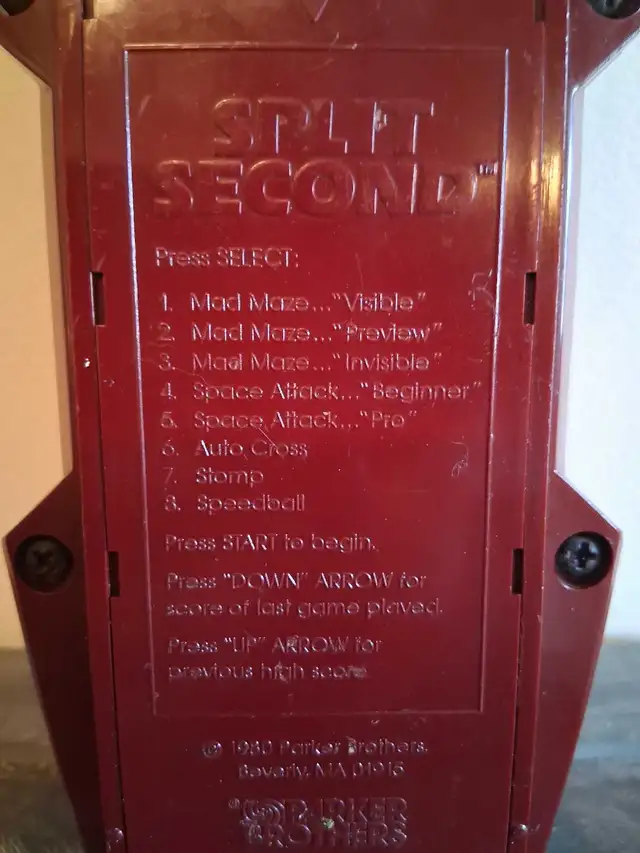 SPLIT
SECOND™
Press SELECT:
1. Mad Maze..."Visible"
2. Mad Maze..."Preview"
3. Mad Maze..."Invisible"
4. Space Attack..."Beginner"
5. Space Attack..."Pro"
6. Auto Cross
7. Stomp
8. Speedball
Press START to begin.
Press "DOWN" ARROW for
score of last game played.
Press "UP" ARROW for
previous high score.
© 1980 Parker Brothers,
Beverly, MA 01915
PARKER
BROTHERS